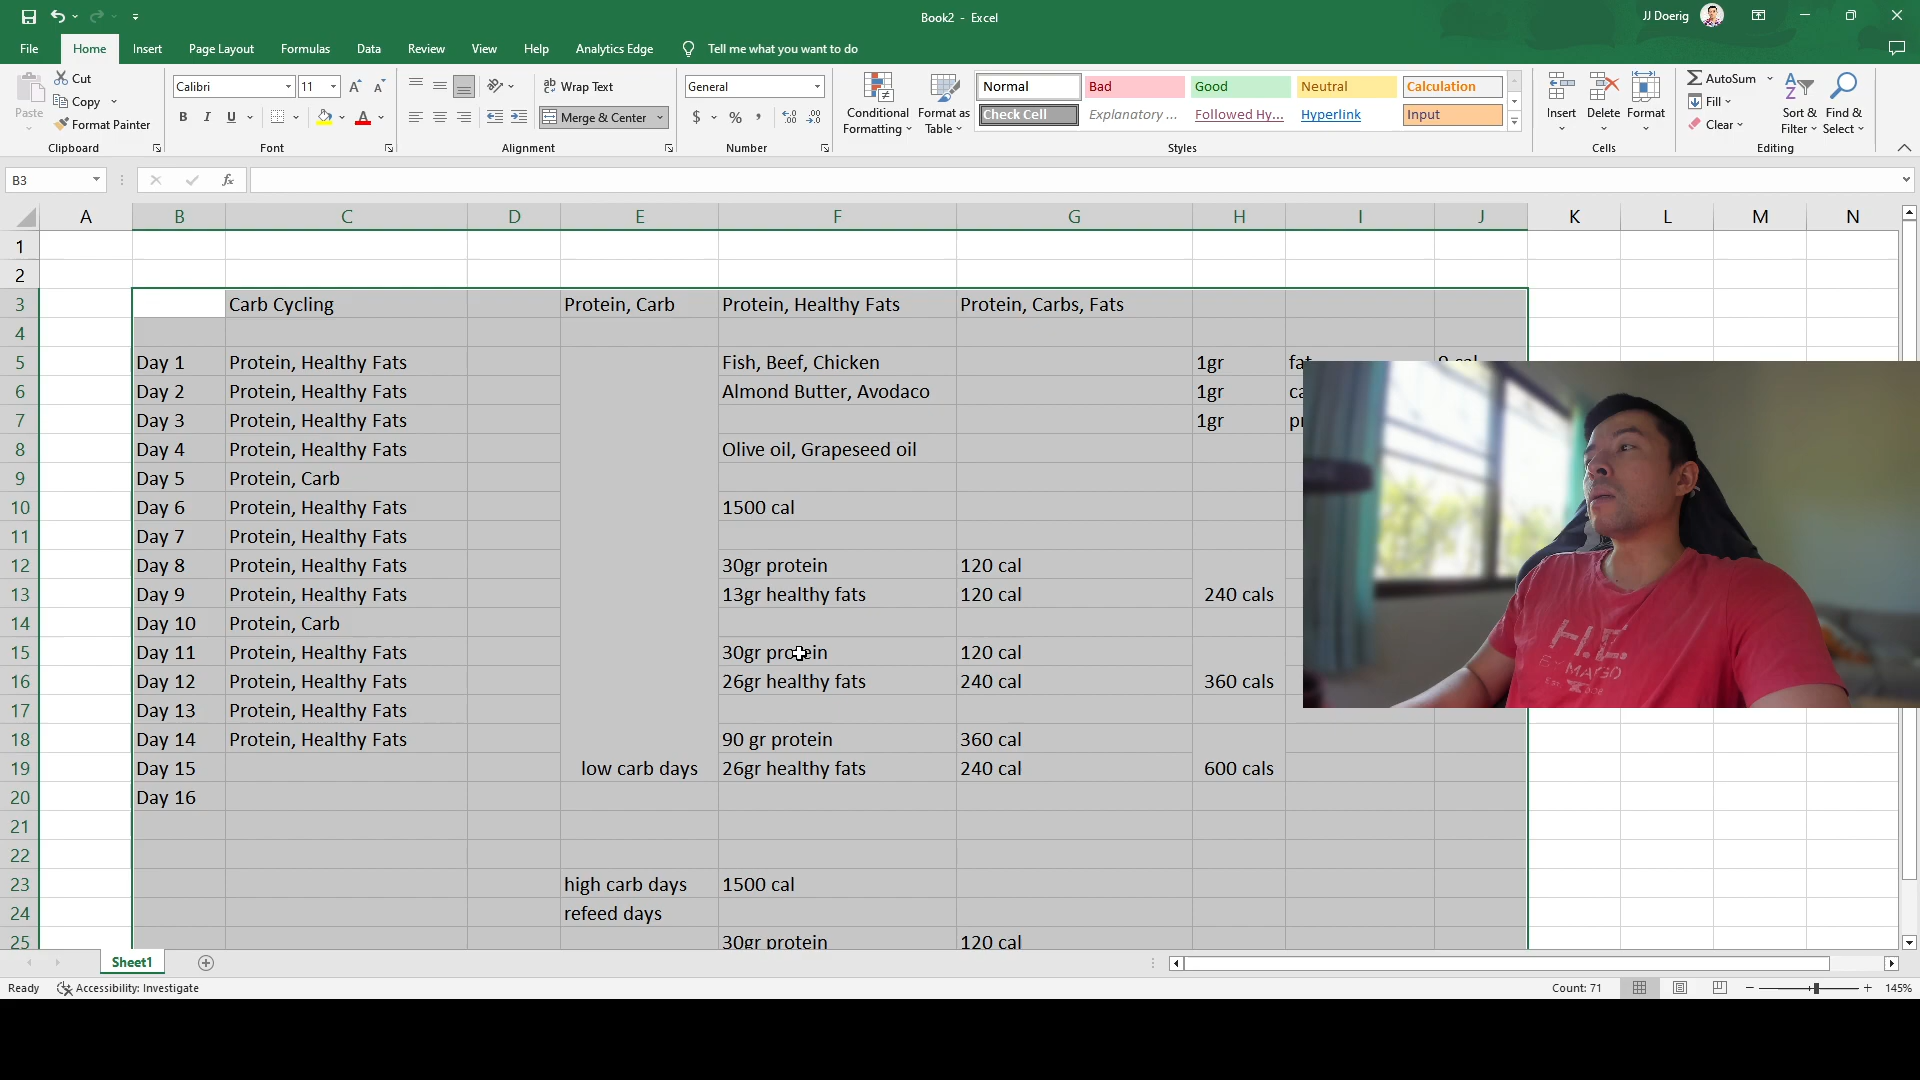 Book2 - Excel
JJ Doerig
File Home Insert Page Layout Formulas Data Review View Help Analytics Edge Tell me what you want to do
Paste
Cut
Copy
Format Painter
Clipboard
Calibri 11
B I U
Font
Wrap Text
Merge & Center
Alignment
General
$ %
Number
Conditional Formatting
Format as Table
Normal Bad Good Neutral Calculation
Check Cell Explanatory ... Followed Hy... Hyperlink Input
Styles
Insert Delete Format
Cells
AutoSum
Fill
Clear
Sort & Filter
Find & Select
Editing
B3
fx
A B C D E F G H I J K L M N
1
2
3 Carb Cycling Protein, Carb Protein, Healthy Fats Protein, Carbs, Fats
4
5 Day 1 Protein, Healthy Fats Fish, Beef, Chicken 1gr
6 Day 2 Protein, Healthy Fats Almond Butter, Avodaco 1gr
7 Day 3 Protein, Healthy Fats 1gr
8 Day 4 Protein, Healthy Fats Olive oil, Grapeseed oil
9 Day 5 Protein, Carb
10 Day 6 Protein, Healthy Fats 1500 cal
11 Day 7 Protein, Healthy Fats
12 Day 8 Protein, Healthy Fats 30gr protein 120 cal
13 Day 9 Protein, Healthy Fats 13gr healthy fats 120 cal 240 cals
14 Day 10 Protein, Carb
15 Day 11 Protein, Healthy Fats 30gr protein 120 cal
16 Day 12 Protein, Healthy Fats 26gr healthy fats 240 cal 360 cals
17 Day 13 Protein, Healthy Fats
18 Day 14 Protein, Healthy Fats 90 gr protein 360 cal
19 Day 15 low carb days 26gr healthy fats 240 cal 600 cals
20 Day 16
21
22
23 high carb days 1500 cal
24 refeed days
25 30gr protein 120 cal
H.E.
BY MANGO
Sheet1
Ready Accessibility: Investigate Count: 71 145%